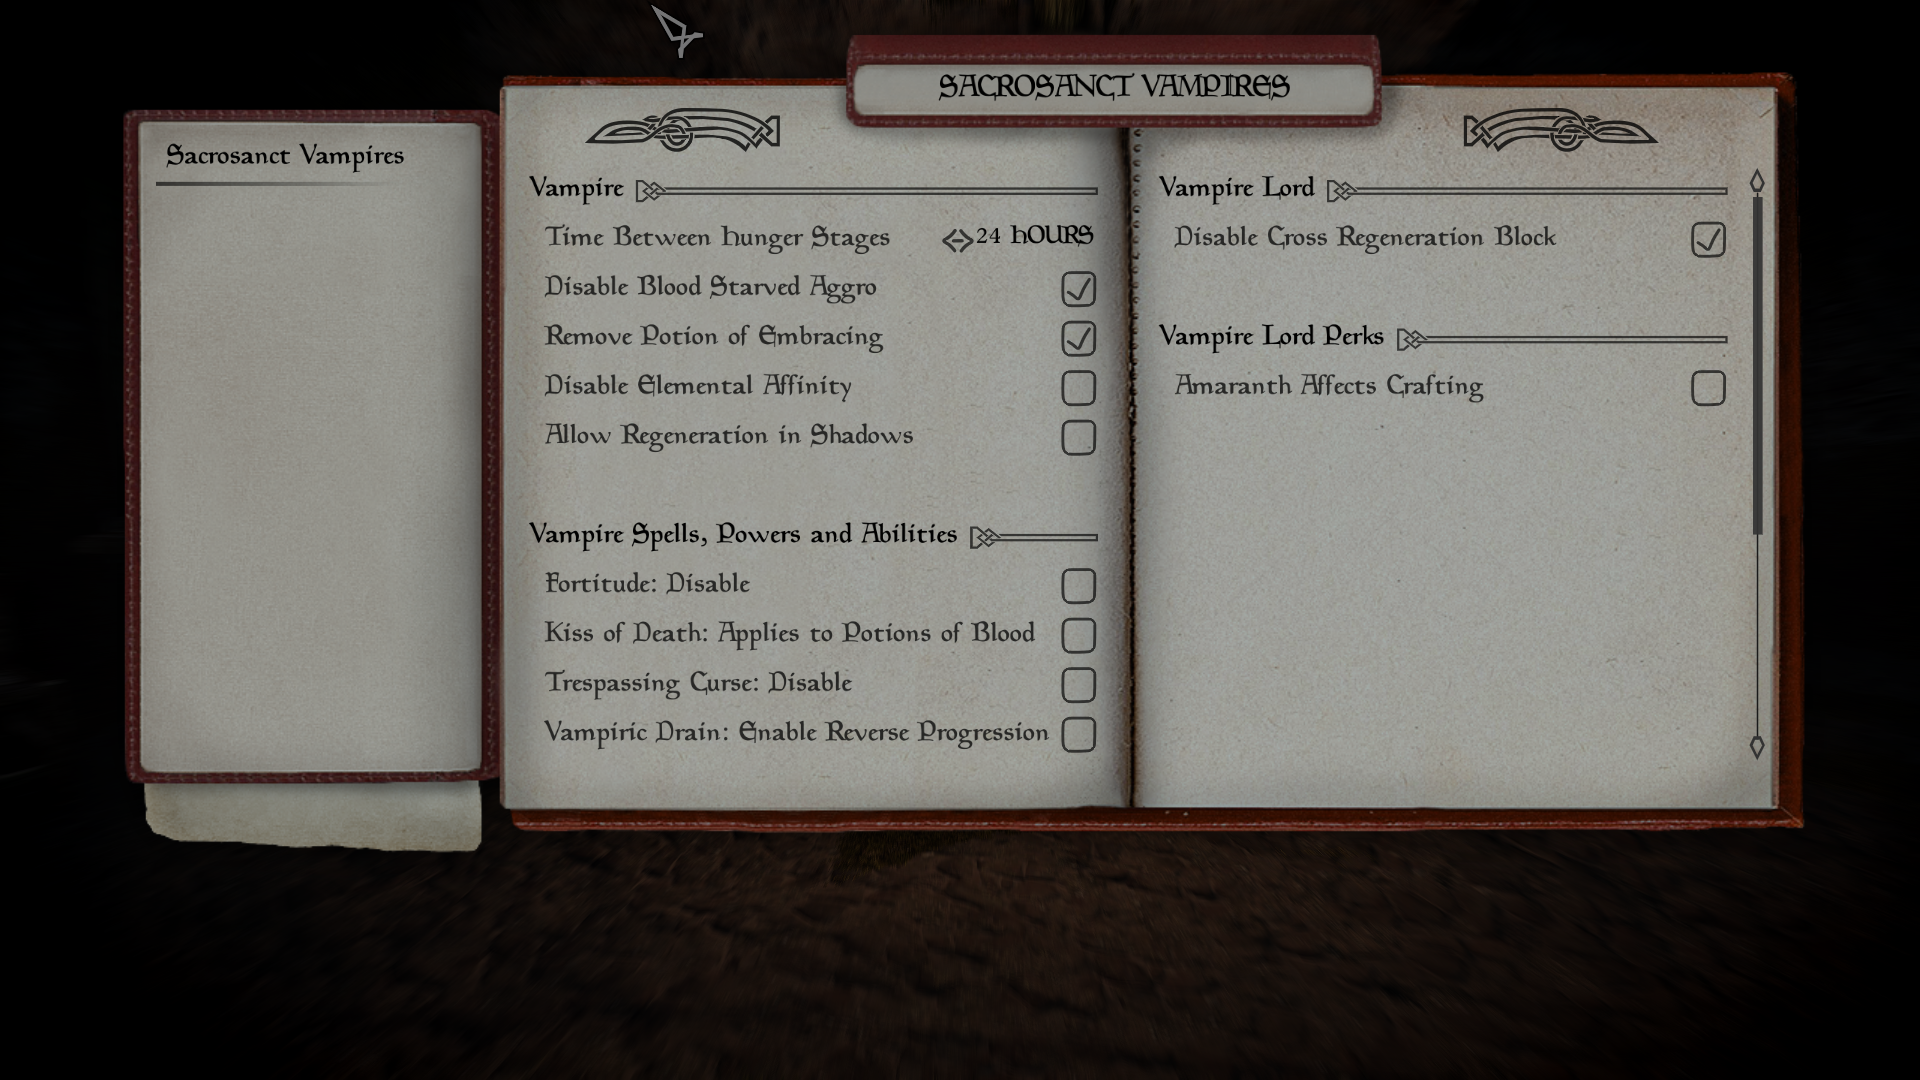 SACROSANCT VAMPIRES
Sacrosanct Vampires
Vampire
Time Between Hunger Stages 24 HOURS
Disable Blood Starved Aggro
Remove Potion of Embracing
Disable Elemental Affinity
Allow Regeneration in Shadows
Vampire Spells, Powers and Abilities
Fortitude: Disable
Kiss of Death: Applies to Potions of Blood
Trespassing Curse: Disable
Vampiric Drain: Enable Reverse Progression
Vampire Lord
Disable Cross Regeneration Block
Vampire Lord Perks
Amaranth Affects Crafting